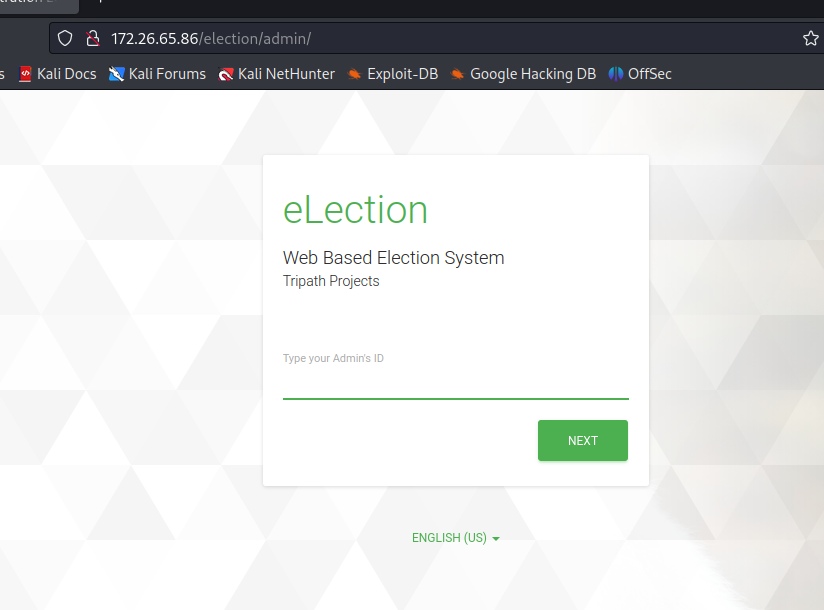 172.26.65.86/election/admin/
s Kali Docs Kali Forums Kali NetHunter Exploit-DB Google Hacking DB OffSec
eLection
Web Based Election System
Tripath Projects
Type your Admin's ID
NEXT
ENGLISH (US)